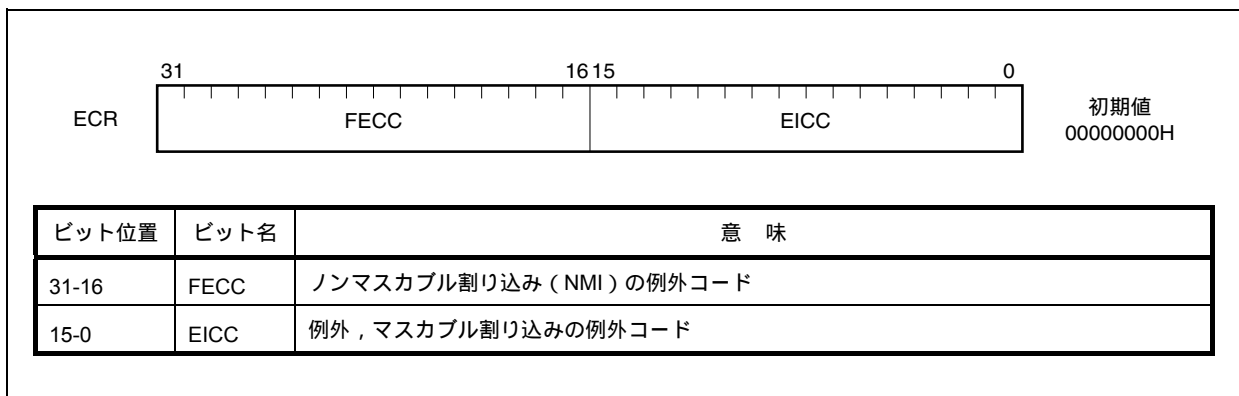 31 16 15 0
ECR FECC EICC 初期値
00000000H
ビット位置 ビット名 意 味
31-16 FECC ノンマスカブル割り込み(NMI)の例外コード
15-0 EICC 例外,マスカブル割り込みの例外コード